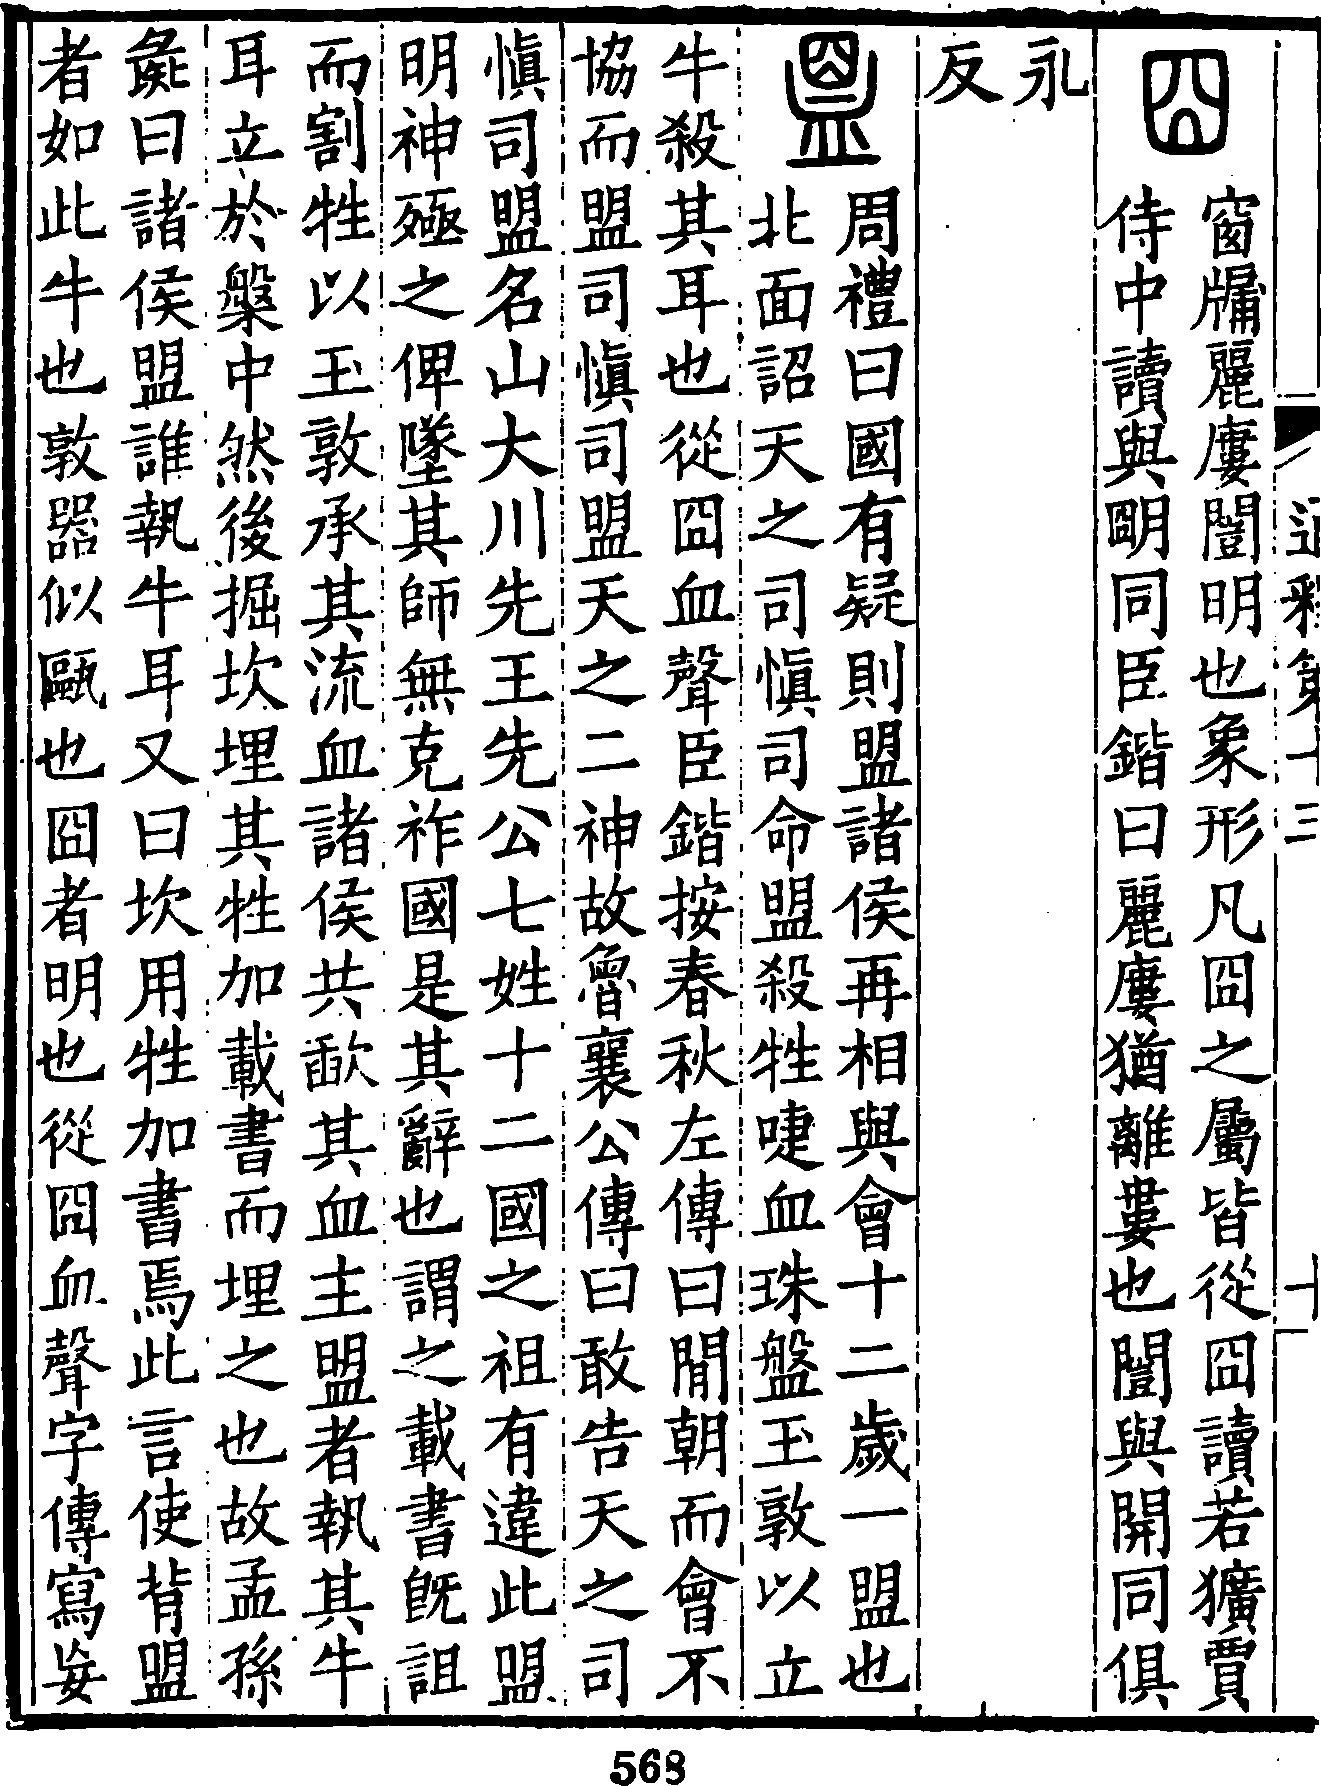 囧
窗牖麗廔闓明也象形凡囧之屬皆從囧讀若獷賈
侍中讀與朙同臣鍇曰麗廔猶離婁也闓與開同俱
永
反
盟
周禮曰國有疑則盟諸侯再相與會十二歲一盟也
北面詔天之司慎司命盟殺牲啑血珠盤玉敦以立
牛殺其耳也從囧血聲臣鍇按春秋左傳曰閒朝而會不
協而盟司慎司盟天之二神故魯襄公傳曰敢告天之司
慎司盟名山大川先王先公七姓十二國之祖有違此盟
明神殛之俾墜其師無克祚國是其辭也謂之載書既詛
而割牲以玉敦承其流血諸侯共歃其血主盟者執其牛
耳立於槃中然後掘坎埋其牲加載書而埋之也故孟孫
彘曰諸侯盟誰執牛耳又曰坎用牲加書焉此言使背盟
者如此牛也敦器似甌也囧者明也從囧血聲字傳寫妄
通釋第十三
十
568